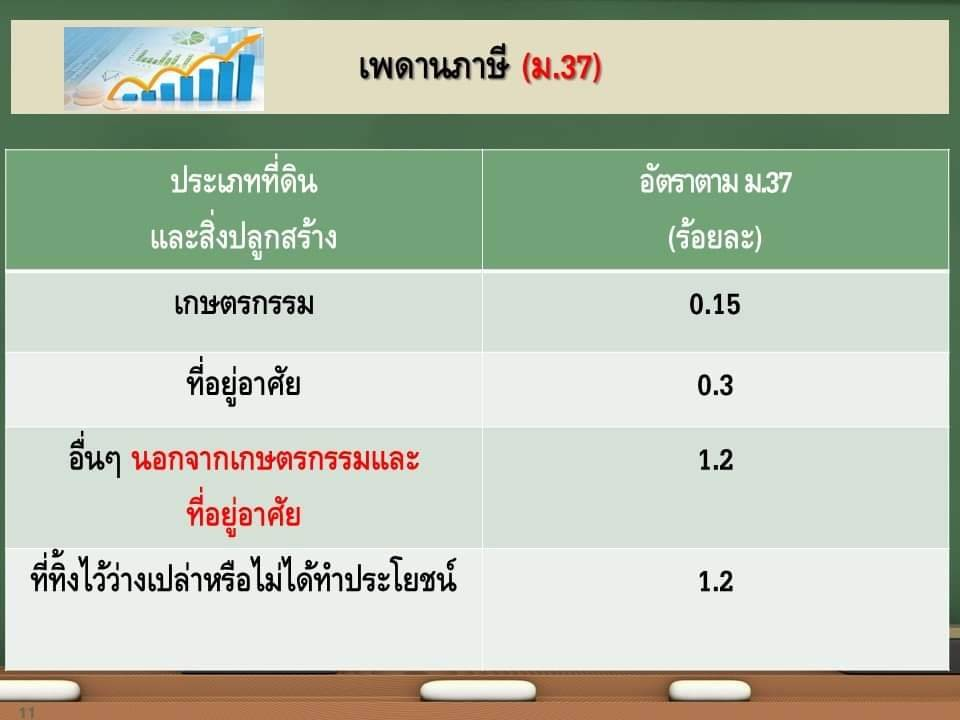 เพดานภาษี (ม.37)
ประเภทที่ดิน
และสิ่งปลูกสร้าง
อัตราตาม ม.37
(ร้อยละ)
เกษตรกรรม
0.15
ที่อยู่อาศัย
0.3
อื่นๆ นอกจากเกษตรกรรมและ
ที่อยู่อาศัย
1.2
ที่ทิ้งไว้ว่างเปล่าหรือไม่ได้ทำประโยชน์
1.2
11